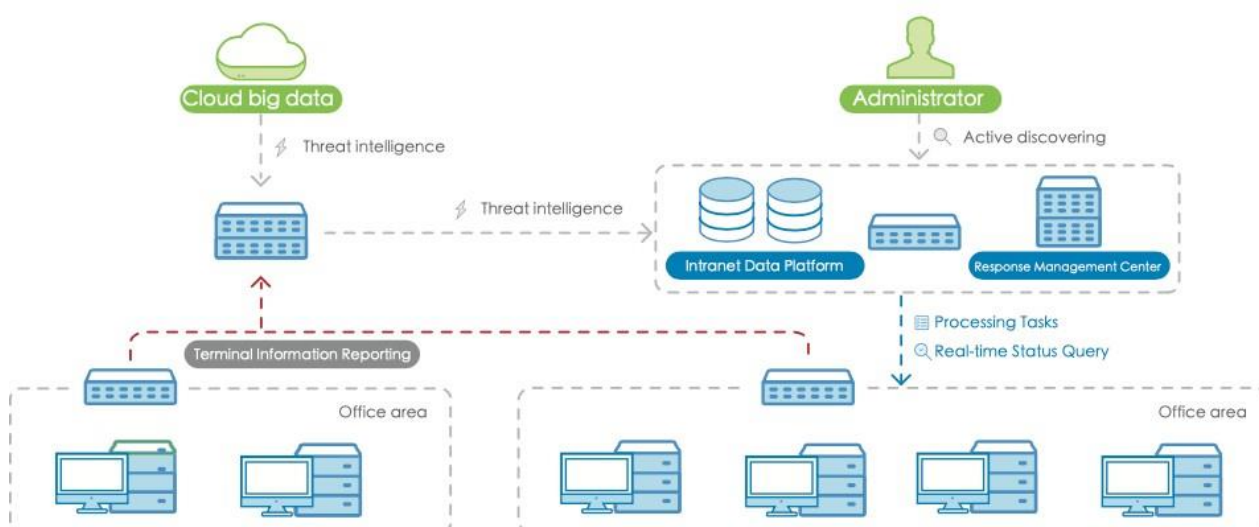 Cloud big data
Administrator
Threat intelligence
Active discovering
Threat intelligence
Intranet Data Platform
Response Management Center
Processing Tasks
Terminal Information Reporting
Real-time Status Query
Office area
Office area